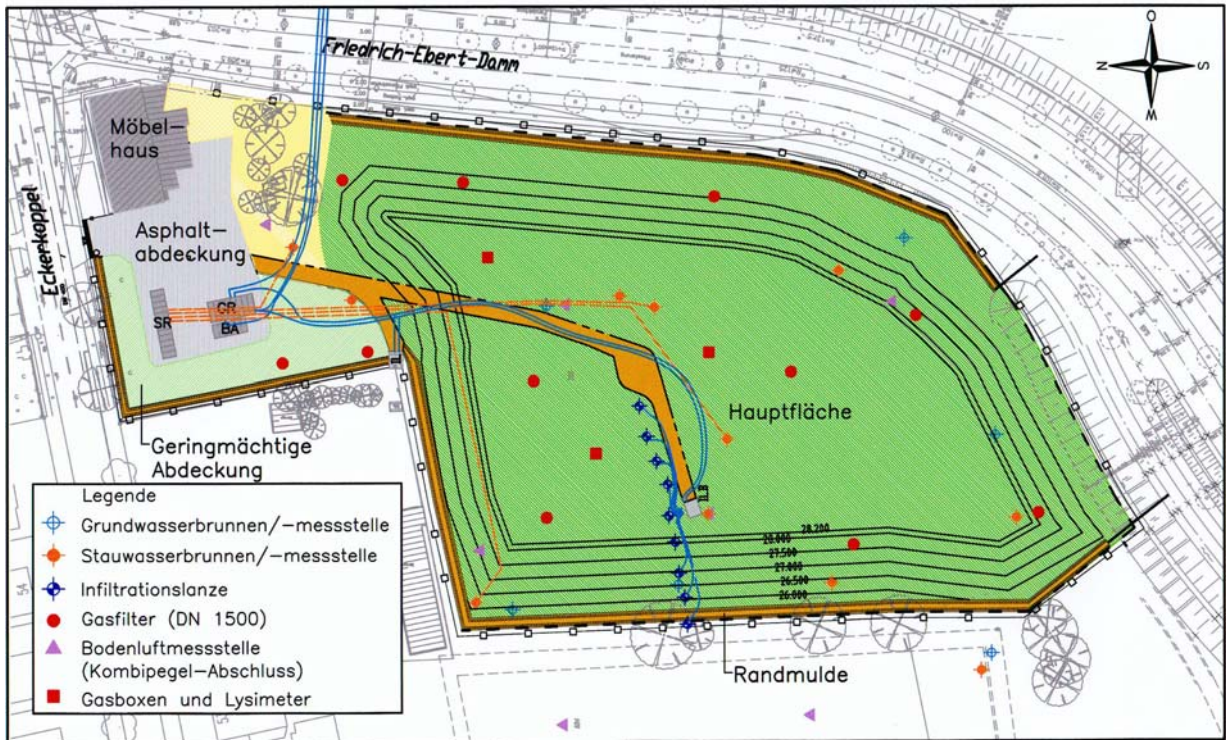 Friedrich-Ebert-Damm
O
N
S
W
Möbel-
haus
Eckerkoppel
Asphalt-
abdeckung
SR
GR
BA
Hauptfläche
Geringmächtige
Abdeckung
28.200
28.000
27.500
27.000
26.500
26.000
Randmulde
Legende
Grundwasserbrunnen/-messstelle
Stauwasserbrunnen/-messstelle
Infiltrationslanze
Gasfilter (DN 1500)
Bodenluftmessstelle
(Kombipegel-Abschluss)
Gasboxen und Lysimeter